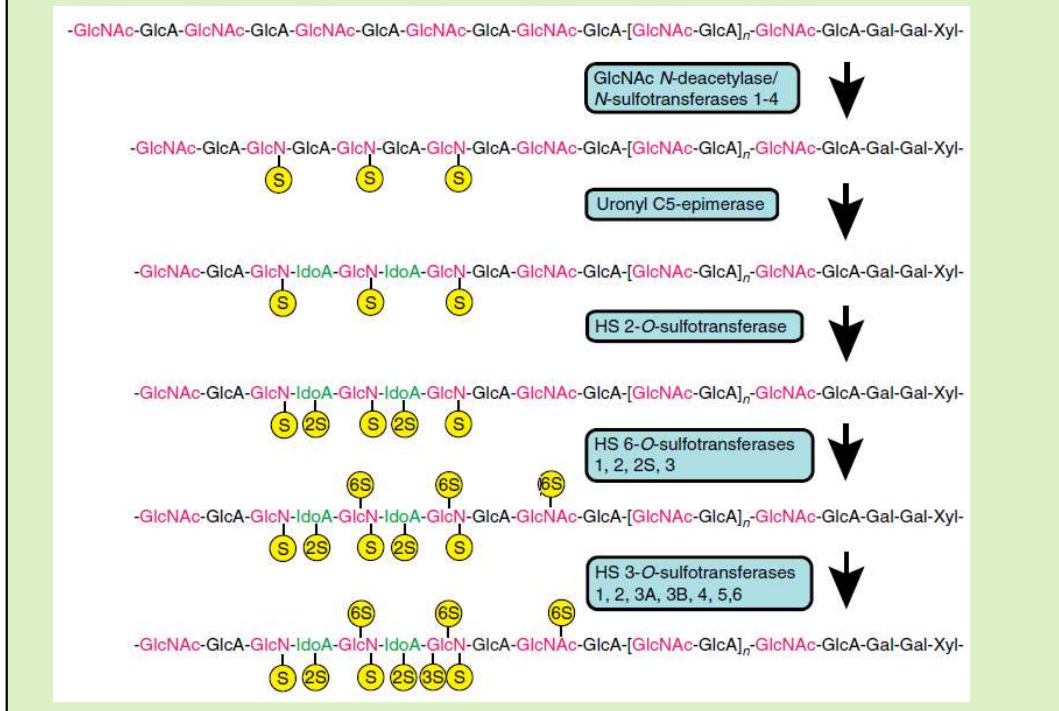 -GlcNAc-GlcA-GlcNAc-GlcA-GlcNAc-GlcA-GlcNAc-GlcA-GlcNAc-GlcA-[GlcNAc-GlcA]n-GlcNAc-GlcA-Gal-Gal-Xyl-
GlcNAc N-deacetylase/
N-sulfotransferases 1-4
-GlcNAc-GlcA-GlcN-GlcA-GlcN-GlcA-GlcN-GlcA-GlcNAc-GlcA-[GlcNAc-GlcA]n-GlcNAc-GlcA-Gal-Gal-Xyl-
S S S
Uronyl C5-epimerase
-GlcNAc-GlcA-GlcN-IdoA-GlcN-IdoA-GlcN-GlcA-GlcNAc-GlcA-[GlcNAc-GlcA]n-GlcNAc-GlcA-Gal-Gal-Xyl-
S S S
HS 2-O-sulfotransferase
-GlcNAc-GlcA-GlcN-IdoA-GlcN-IdoA-GlcN-GlcA-GlcNAc-GlcA-[GlcNAc-GlcA]n-GlcNAc-GlcA-Gal-Gal-Xyl-
S 2S S 2S S
HS 6-O-sulfotransferases
1, 2, 2S, 3
6S 6S 6S
-GlcNAc-GlcA-GlcN-IdoA-GlcN-IdoA-GlcN-GlcA-GlcNAc-GlcA-[GlcNAc-GlcA]n-GlcNAc-GlcA-Gal-Gal-Xyl-
S 2S S 2S S
HS 3-O-sulfotransferases
1, 2, 3A, 3B, 4, 5,6
6S 6S 6S
-GlcNAc-GlcA-GlcN-IdoA-GlcN-IdoA-GlcN-GlcA-GlcNAc-GlcA-[GlcNAc-GlcA]n-GlcNAc-GlcA-Gal-Gal-Xyl-
S 2S S 2S 3S S